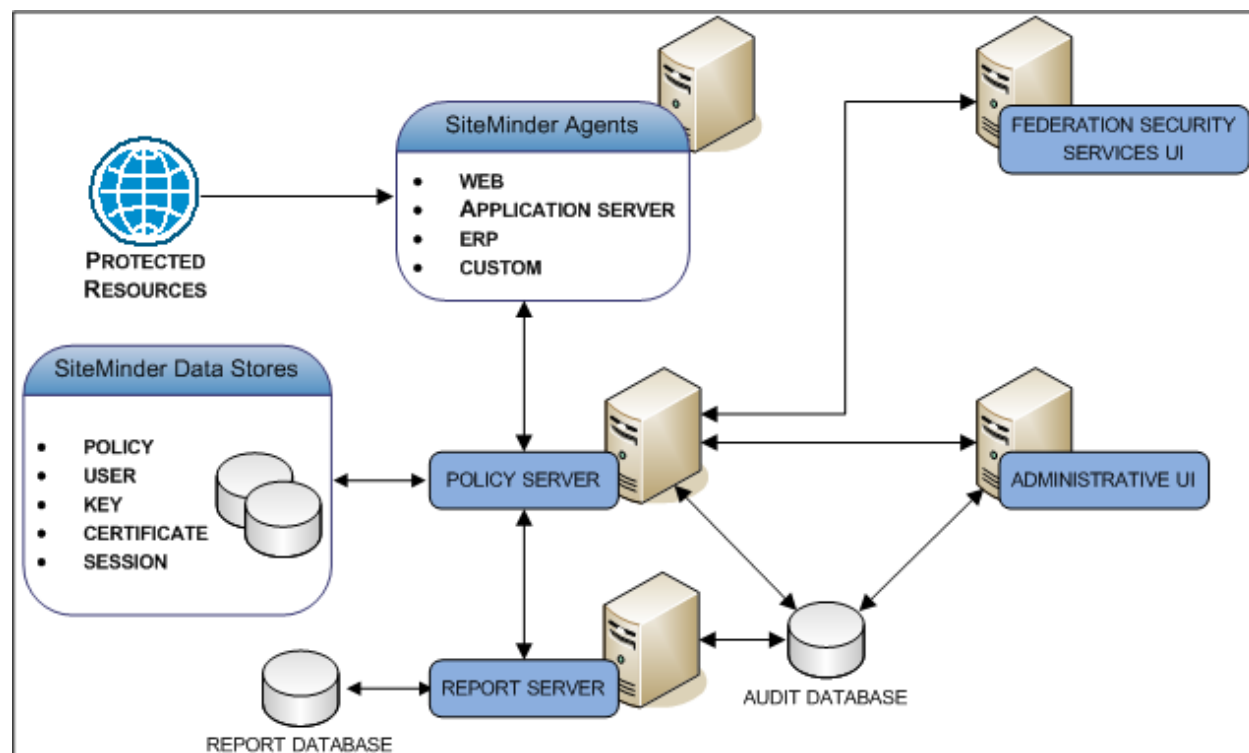 SiteMinder Agents
• WEB
• APPLICATION SERVER
• ERP
• CUSTOM
FEDERATION SECURITY
SERVICES UI
PROTECTED
RESOURCES
SiteMinder Data Stores
• POLICY
• USER
• KEY
• CERTIFICATE
• SESSION
POLICY SERVER
ADMINISTRATIVE UI
REPORT SERVER
AUDIT DATABASE
REPORT DATABASE